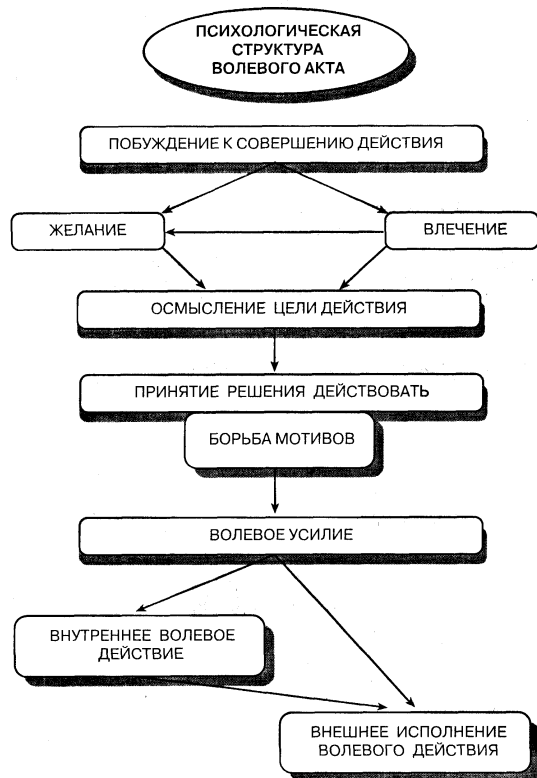 ПСИХОЛОГИЧЕСКАЯ
СТРУКТУРА
ВОЛЕВОГО АКТА
ПОБУЖДЕНИЕ К СОВЕРШЕНИЮ ДЕЙСТВИЯ
ЖЕЛАНИЕ
ВЛЕЧЕНИЕ
ОСМЫСЛЕНИЕ ЦЕЛИ ДЕЙСТВИЯ
ПРИНЯТИЕ РЕШЕНИЯ ДЕЙСТВОВАТЬ
БОРЬБА МОТИВОВ
ВОЛЕВОЕ УСИЛИЕ
ВНУТРЕННЕЕ ВОЛЕВОЕ
ДЕЙСТВИЕ
ВНЕШНЕЕ ИСПОЛНЕНИЕ
ВОЛЕВОГО ДЕЙСТВИЯ